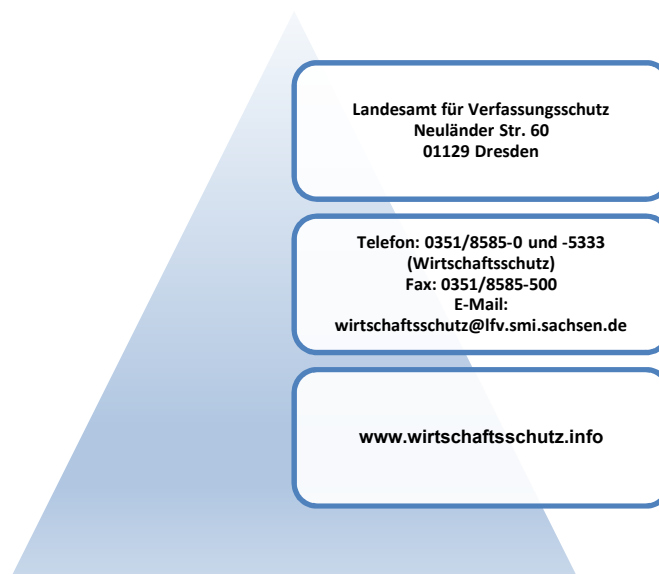 Landesamt für Verfassungsschutz
Neuländer Str. 60
01129 Dresden
Telefon: 0351/8585-0 und -5333
(Wirtschaftsschutz)
Fax: 0351/8585-500
E-Mail:
wirtschaftsschutz@lfv.smi.sachsen.de
www.wirtschaftsschutz.info